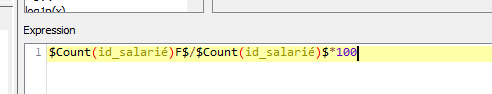 log1p(x)
Expression
1 $Count(id_salarié)F$/$Count(id_salarié)$*100